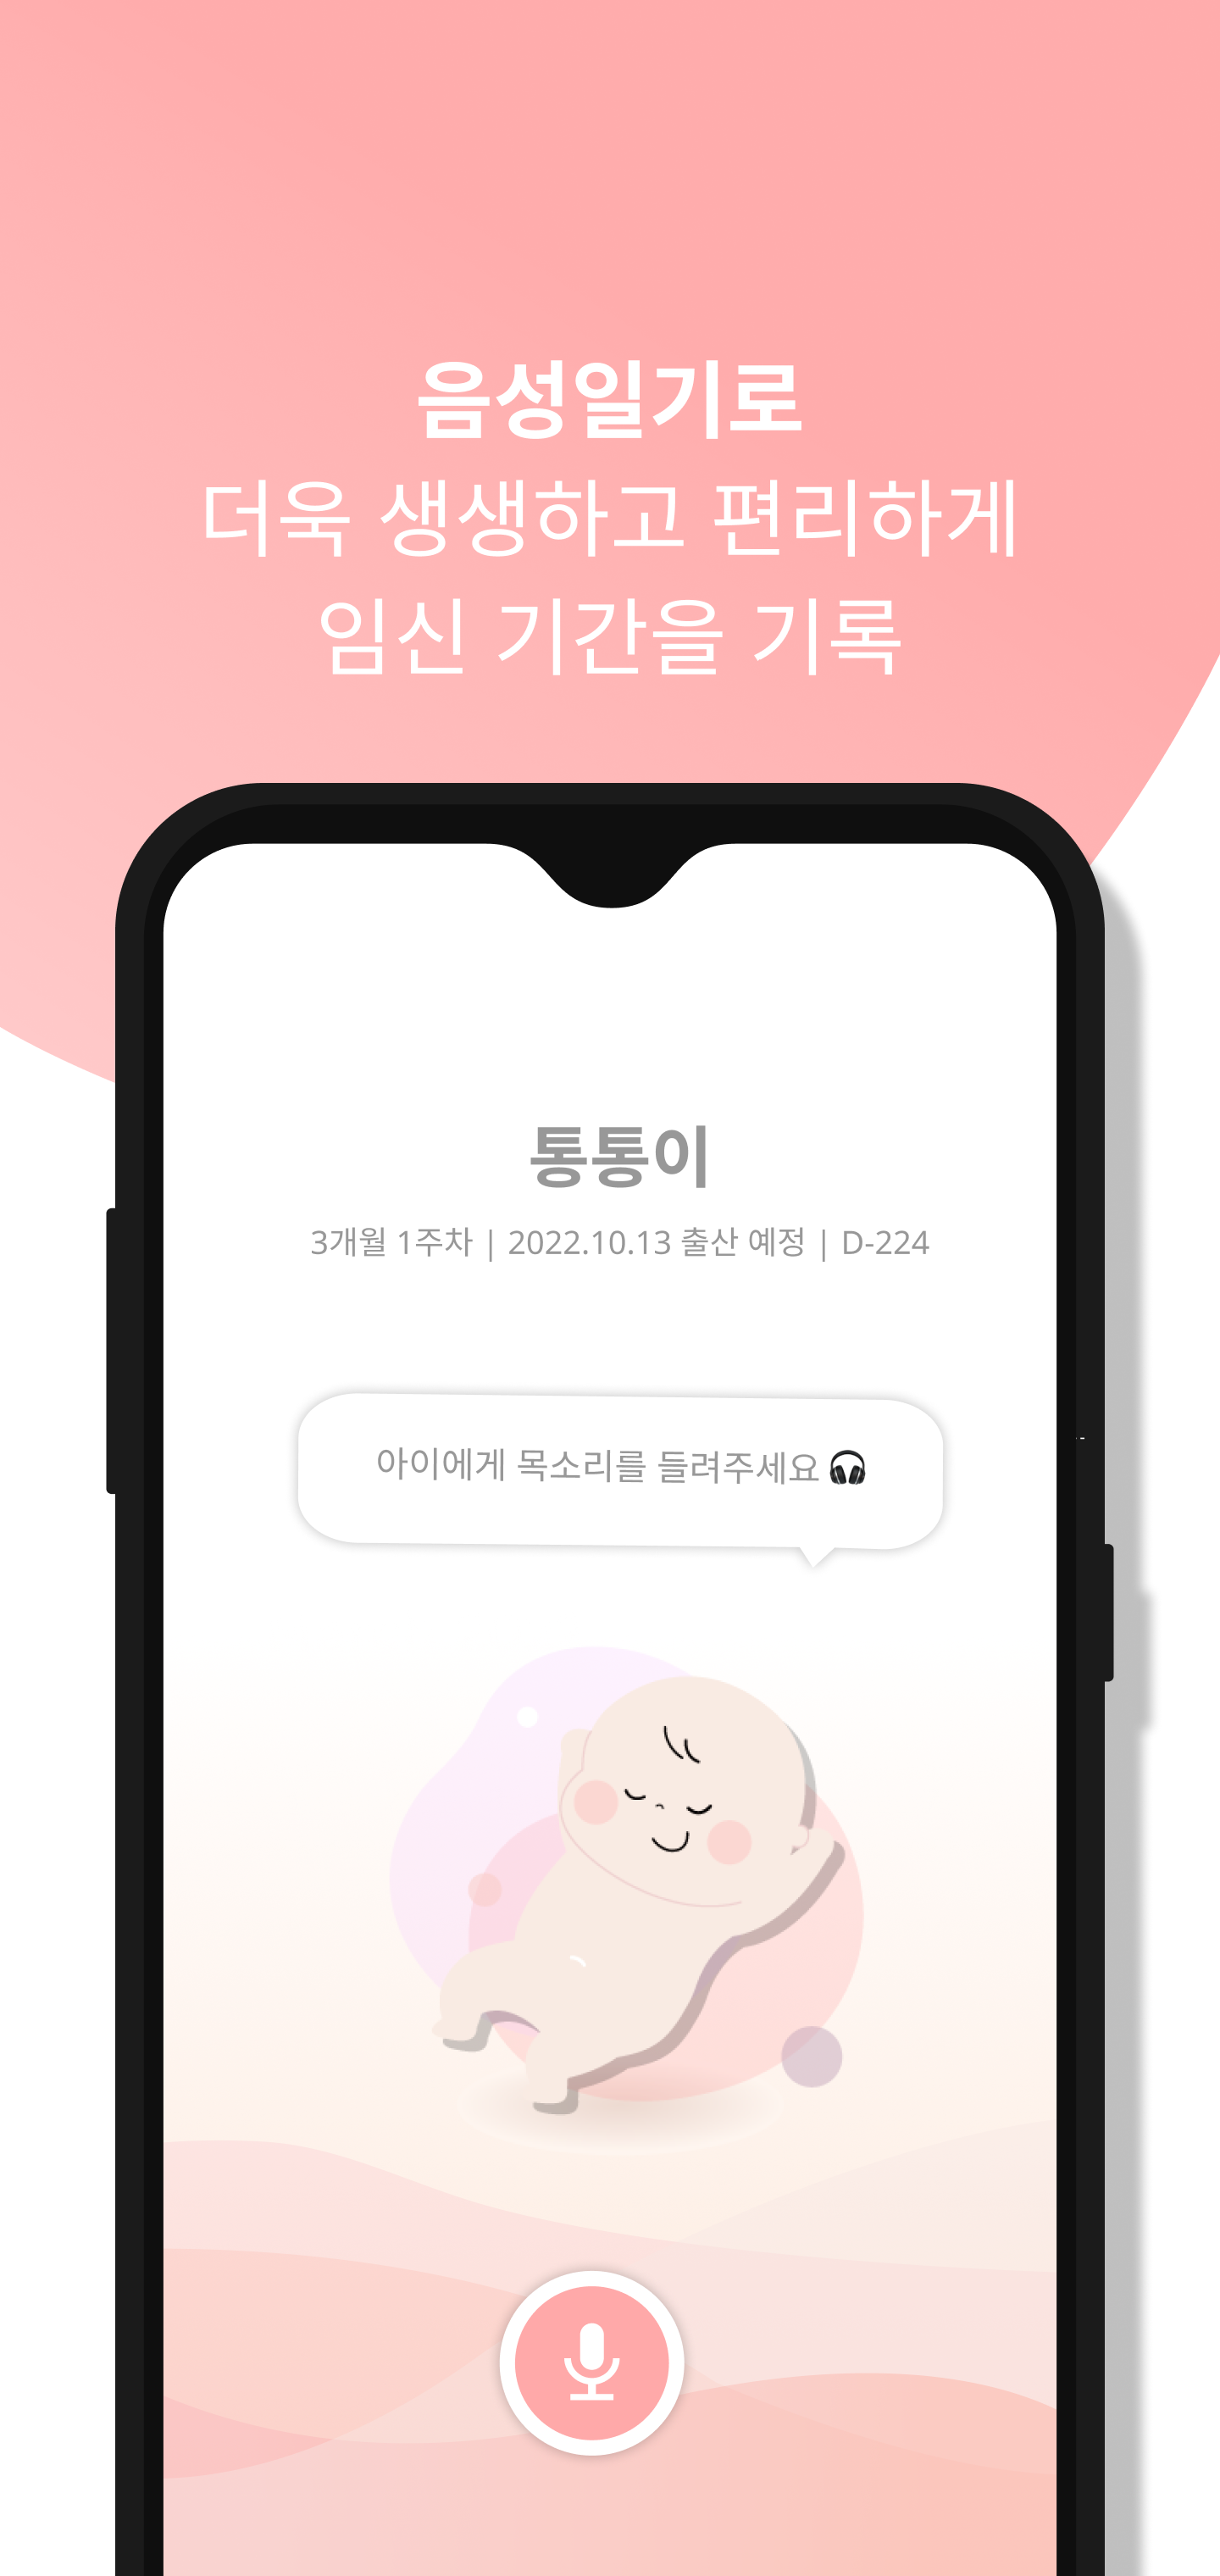 음성일기로
더욱 생생하고 편리하게
임신 기간을 기록
통통이
3개월 1주차 | 2022.10.13 출산 예정 | D-224
아이에게 목소리를 들려주세요 🎧